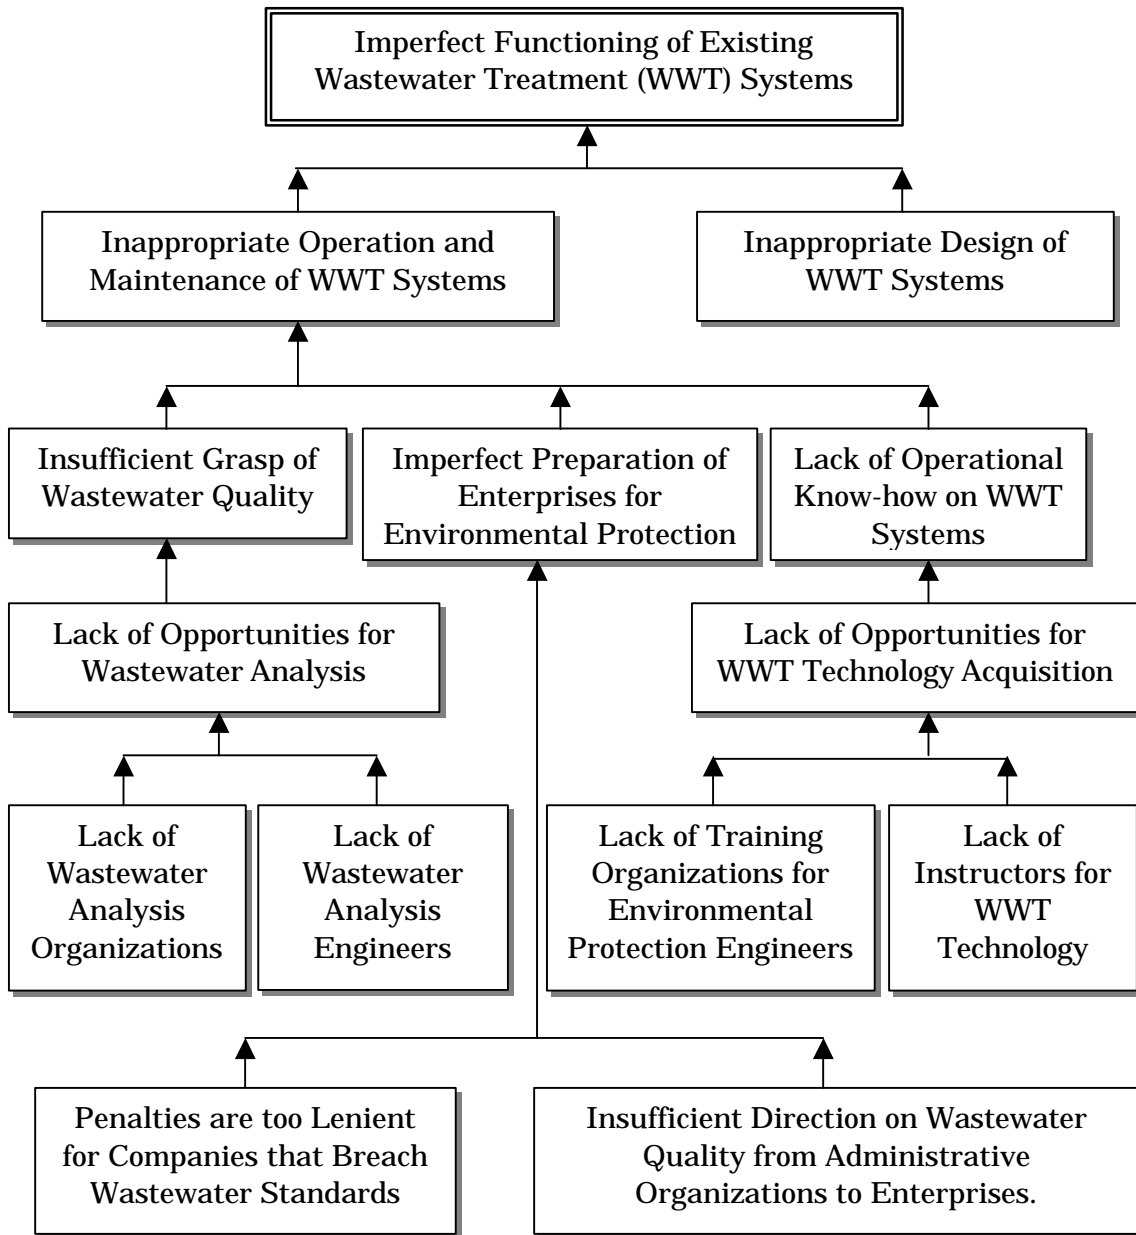 Imperfect Functioning of Existing
Wastewater Treatment (WWT) Systems
Inappropriate Operation and
Maintenance of WWT Systems
Inappropriate Design of
WWT Systems
Insufficient Grasp of
Wastewater Quality
Imperfect Preparation of
Enterprises for
Environmental Protection
Lack of Operational
Know-how on WWT
Systems
Lack of Opportunities for
Wastewater Analysis
Lack of Opportunities for
WWT Technology Acquisition
Lack of
Wastewater
Analysis
Organizations
Lack of
Wastewater
Analysis
Engineers
Lack of Training
Organizations for
Environmental
Protection Engineers
Lack of
Instructors for
WWT
Technology
Penalties are too Lenient
for Companies that Breach
Wastewater Standards
Insufficient Direction on Wastewater
Quality from Administrative
Organizations to Enterprises.